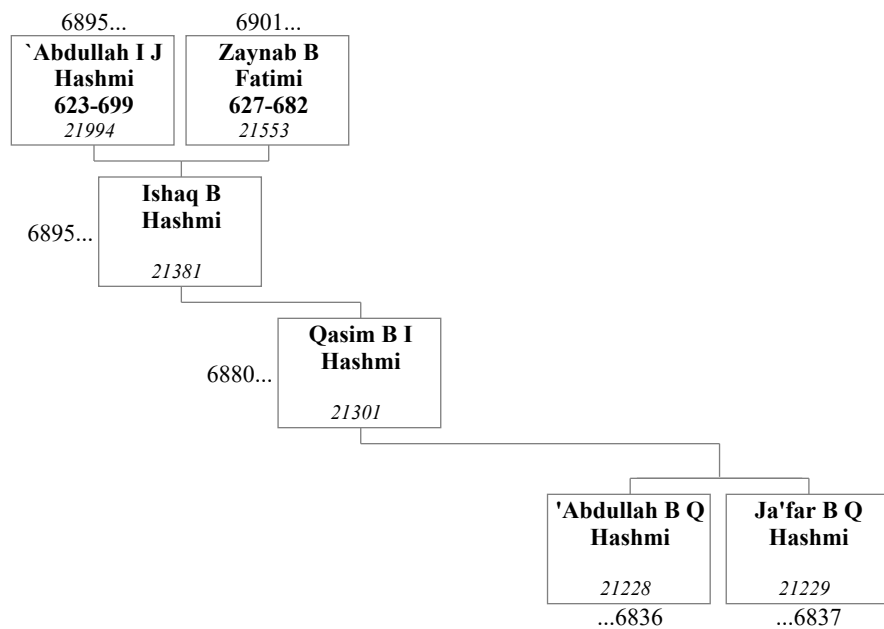 6895...
6901...
`Abdullah I J
Hashmi
623-699
21994
Zaynab B
Fatimi
627-682
21553
Ishaq B
Hashmi
6895...
21381
Qasim B I
Hashmi
6880...
21301
'Abdullah B Q
Hashmi
21228
...6836
Ja'far B Q
Hashmi
21229
...6837